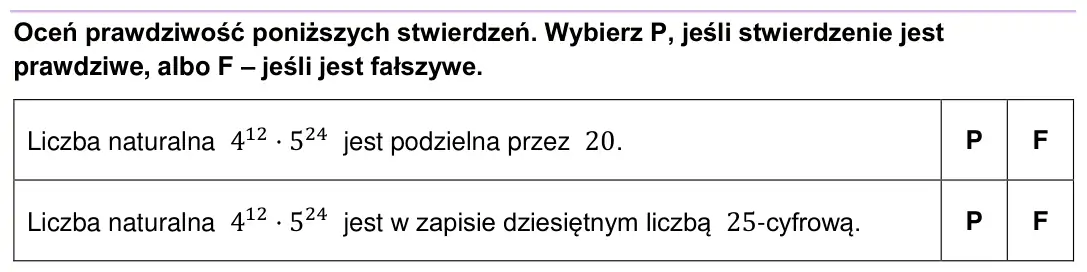 Oceń prawdziwość poniższych stwierdzeń. Wybierz P, jeśli stwierdzenie jest
prawdziwe, albo F – jeśli jest fałszywe.
Liczba naturalna 4¹² · 5²⁴ jest podzielna przez 20. P F
Liczba naturalna 4¹² · 5²⁴ jest w zapisie dziesiętnym liczbą 25-cyfrową. P F